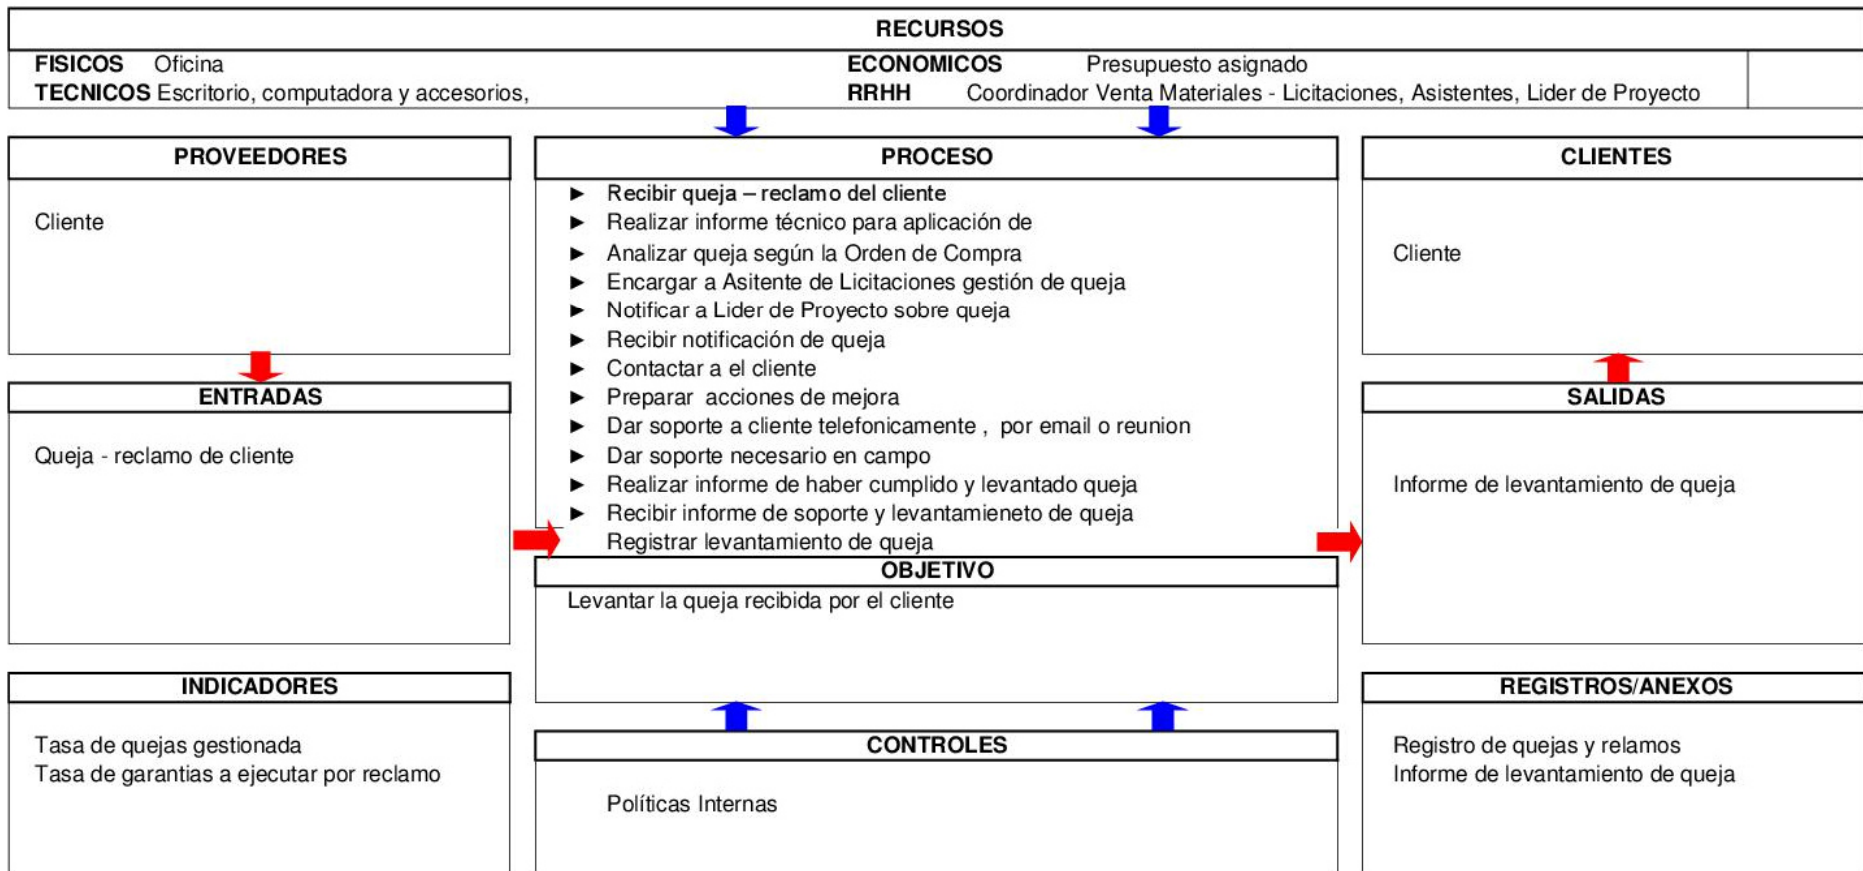 RECURSOS
FISICOS Oficina
ECONOMICOS Presupuesto asignado
TECNICOS Escritorio, computadora y accesorios,
RRHH Coordinador Venta Materiales - Licitaciones, Asistentes, Lider de Proyecto
PROVEEDORES
Cliente
ENTRADAS
Queja - reclamo de cliente
INDICADORES
Tasa de quejas gestionada
Tasa de garantias a ejecutar por reclamo
PROCESO
► Recibir queja – reclamo del cliente
► Realizar informe técnico para aplicación de
► Analizar queja según la Orden de Compra
► Encargar a Asitente de Licitaciones gestión de queja
► Notificar a Lider de Proyecto sobre queja
► Recibir notificación de queja
► Contactar a el cliente
► Preparar acciones de mejora
► Dar soporte a cliente telefonicamente , por email o reunion
► Dar soporte necesario en campo
► Realizar informe de haber cumplido y levantado queja
► Recibir informe de soporte y levantamieneto de queja
Registrar levantamiento de queja
OBJETIVO
Levantar la queja recibida por el cliente
CONTROLES
Políticas Internas
CLIENTES
Cliente
SALIDAS
Informe de levantamiento de queja
REGISTROS/ANEXOS
Registro de quejas y relamos
Informe de levantamiento de queja